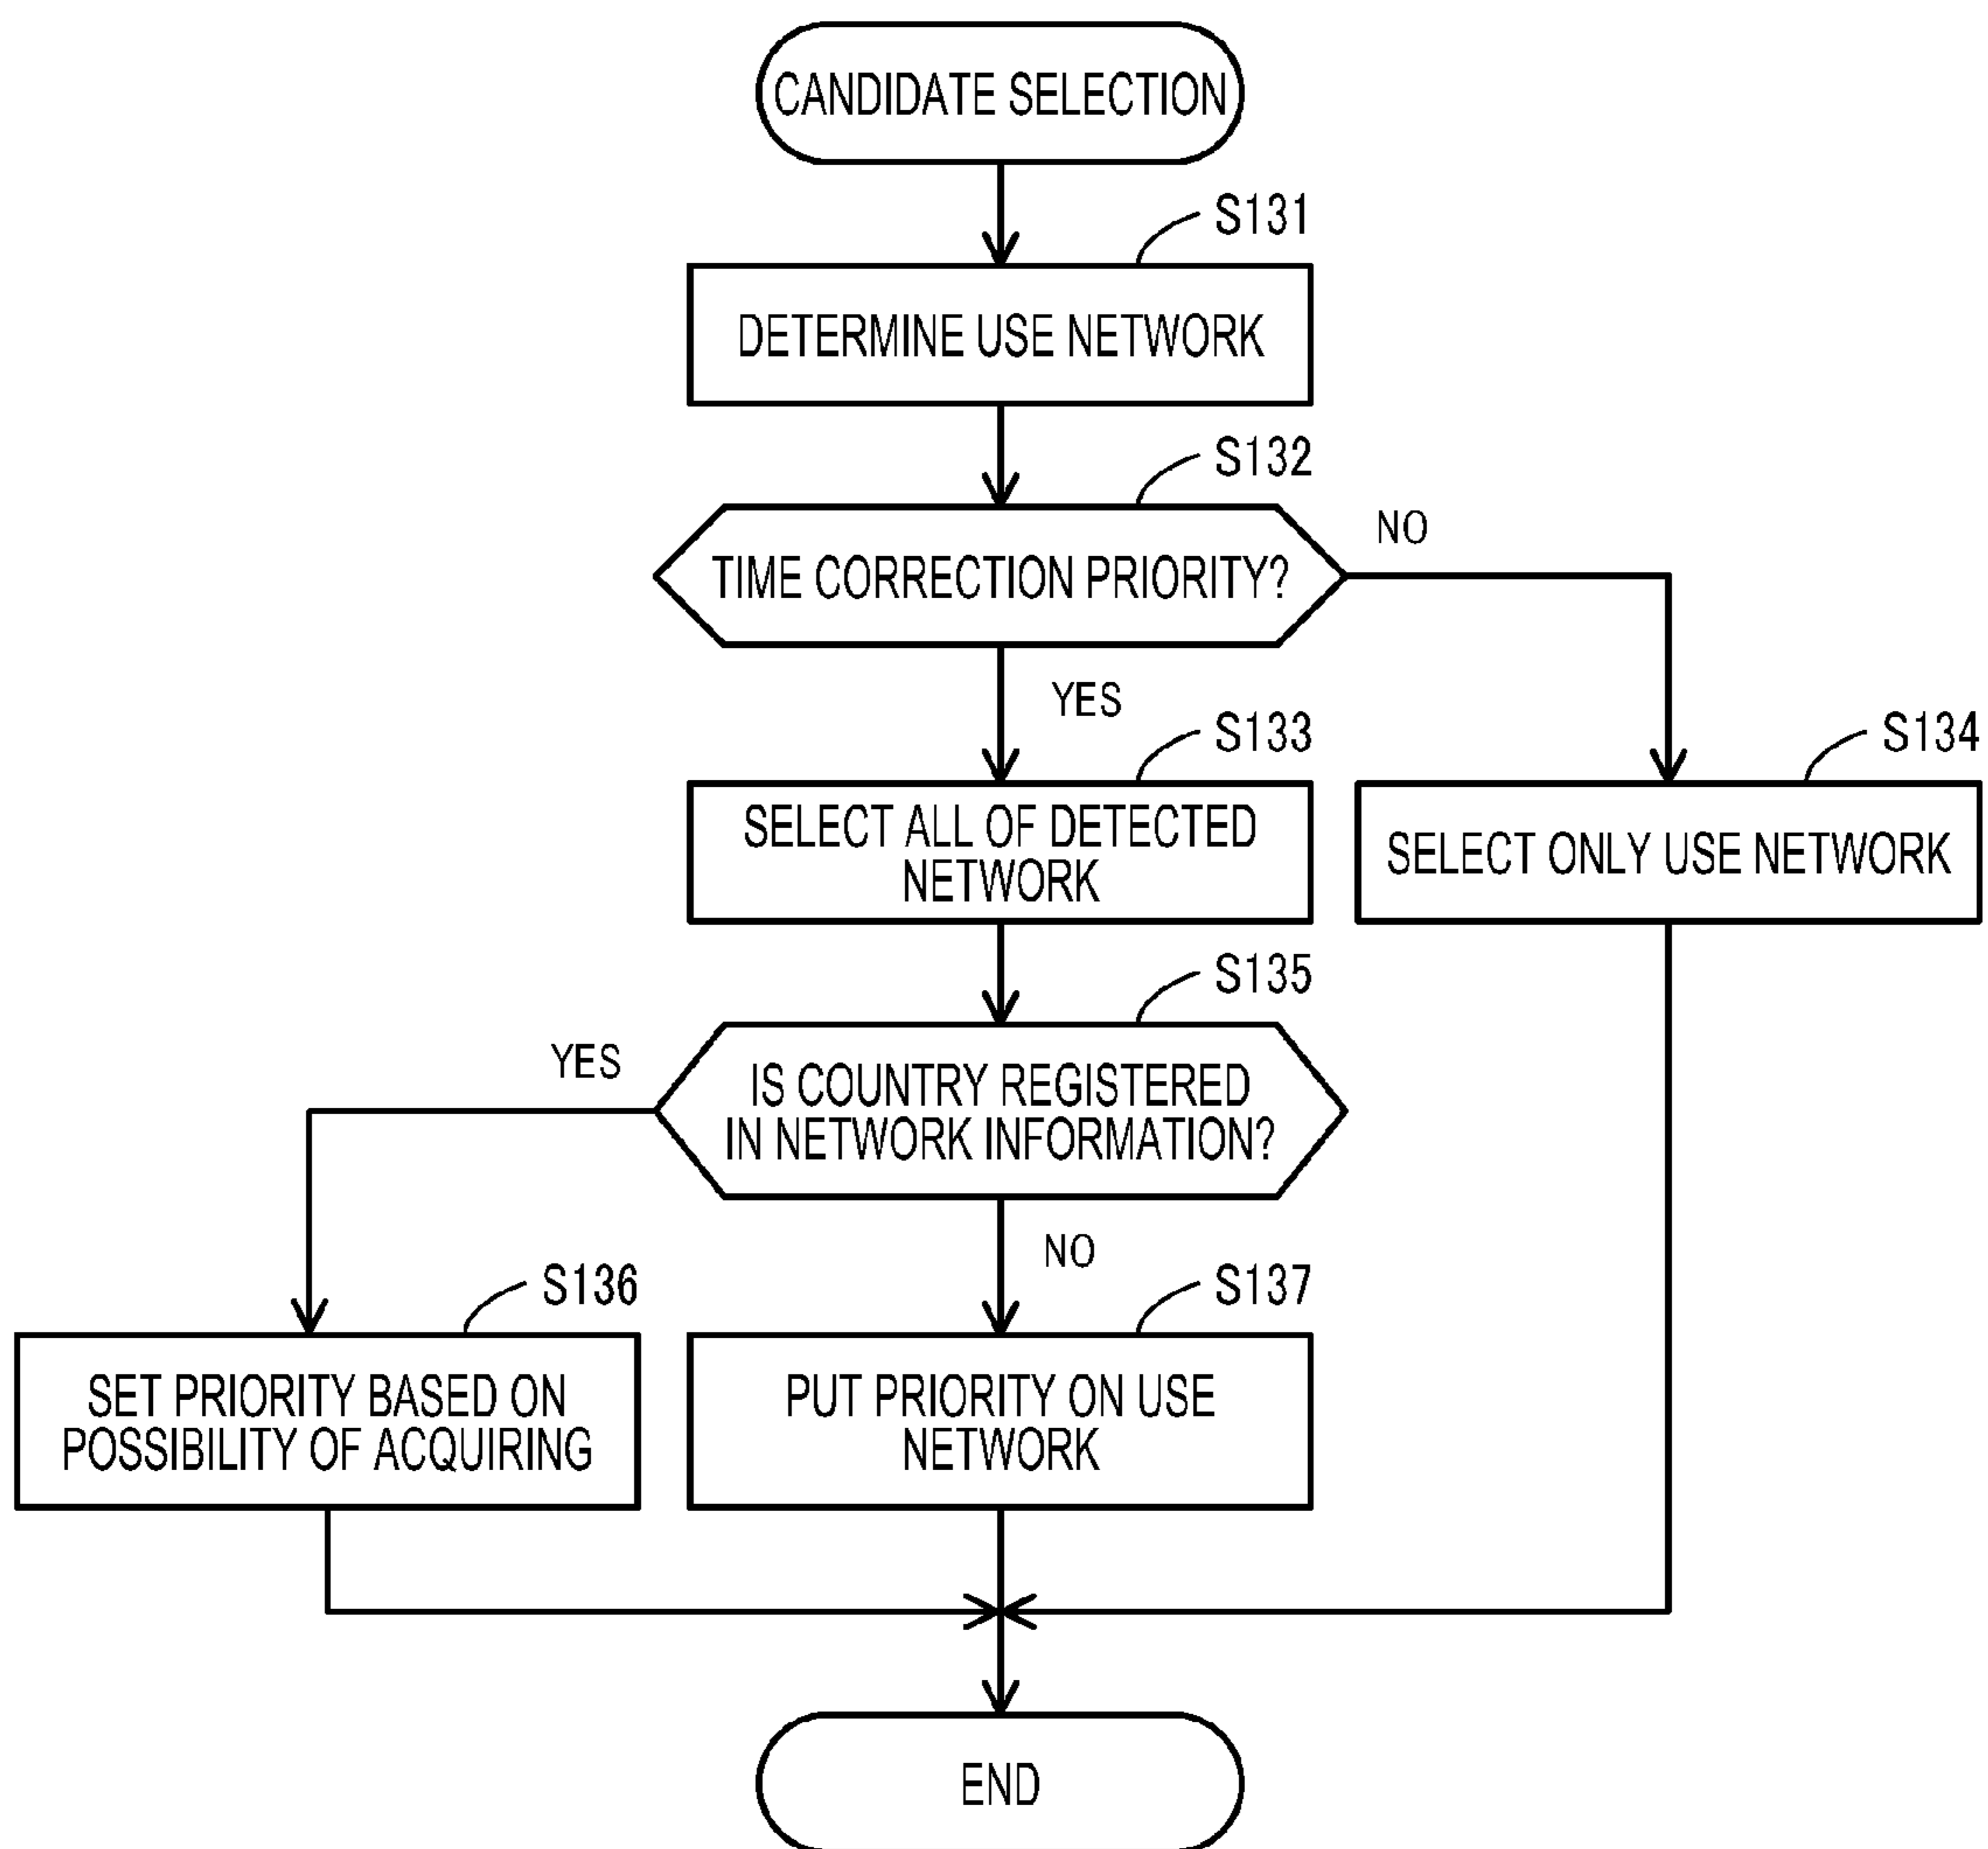 CANDIDATE SELECTION
S131
DETERMINE USE NETWORK
S132
TIME CORRECTION PRIORITY?
NO
YES
S133
SELECT ALL OF DETECTED
NETWORK
S134
SELECT ONLY USE NETWORK
S135
IS COUNTRY REGISTERED
IN NETWORK INFORMATION?
YES
NO
S136
SET PRIORITY BASED ON
POSSIBILITY OF ACQUIRING
S137
PUT PRIORITY ON USE
NETWORK
END